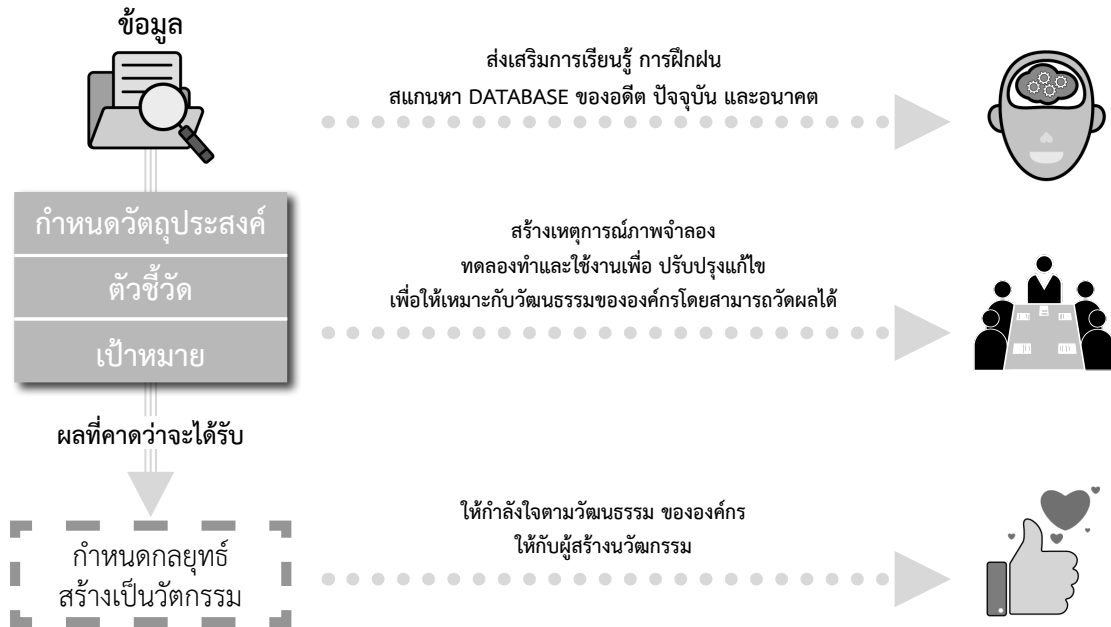 ข้อมูล
ส่งเสริมการเรียนรู้ การฝึกฝน
สแกนหา DATABASE ของอดีต ปัจจุบัน และอนาคต
กำหนดวัตถุประสงค์
ตัวชี้วัด
เป้าหมาย
สร้างเหตุการณ์ภาพจำลอง
ทดลองทำและใช้งานเพื่อ ปรับปรุงแก้ไข
เพื่อให้เหมาะกับวัฒนธรรมขององค์กรโดยสามารถวัดผลได้
ผลที่คาดว่าจะได้รับ
กำหนดกลยุทธ์
สร้างเป็นวัตกรรม
ให้กำลังใจตามวัฒนธรรม ขององค์กร
ให้กับผู้สร้างนวัฒกรรม